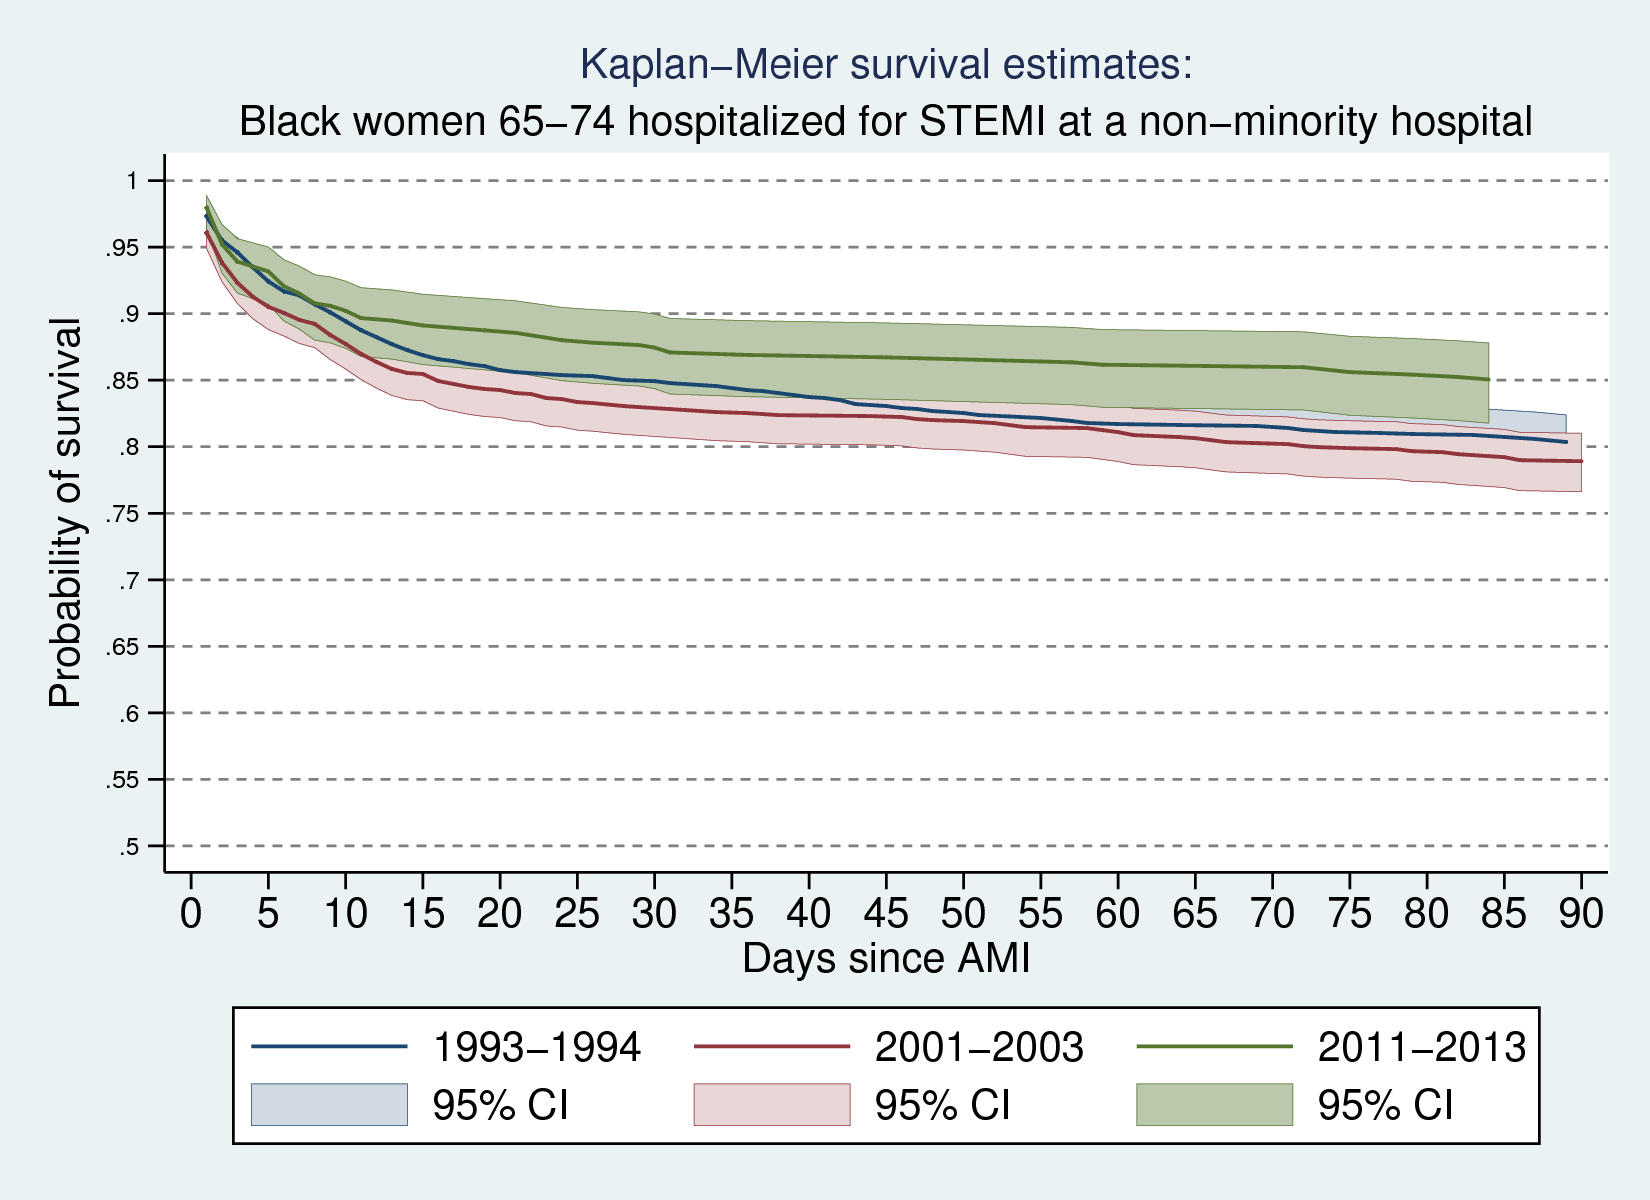 Kaplan−Meier survival estimates:
Black women 65−74 hospitalized for STEMI at a non−minority hospital
Probability of survival
1
.95
.9
.85
.8
.75
.7
.65
.6
.55
.5
0 5 10 15 20 25 30 35 40 45 50 55 60 65 70 75 80 85 90
Days since AMI
1993−1994 2001−2003 2011−2013
95% CI 95% CI 95% CI